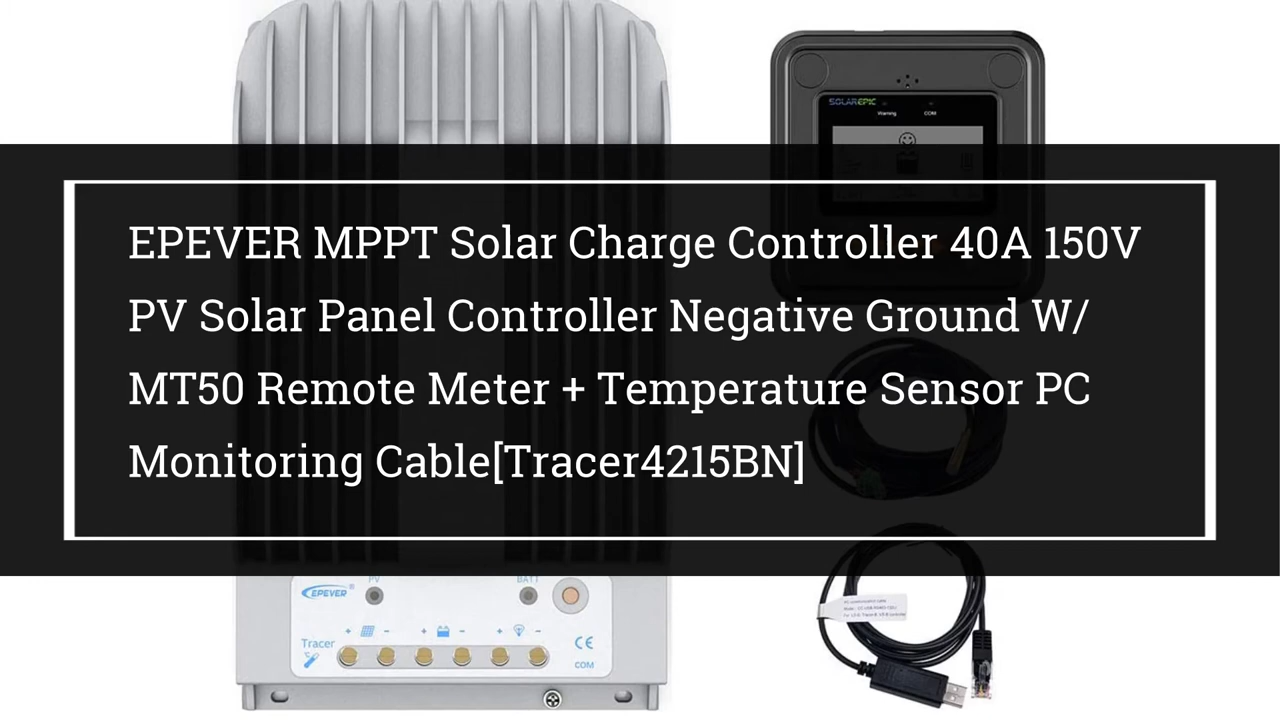 SOLAREPIC
Warning COM
EPEVER MPPT Solar Charge Controller 40A 150V
PV Solar Panel Controller Negative Ground W/
MT50 Remote Meter + Temperature Sensor PC
Monitoring Cable[Tracer4215BN]
PV BATT
EPEVER®
+ - + - + -
Tracer CE
COM